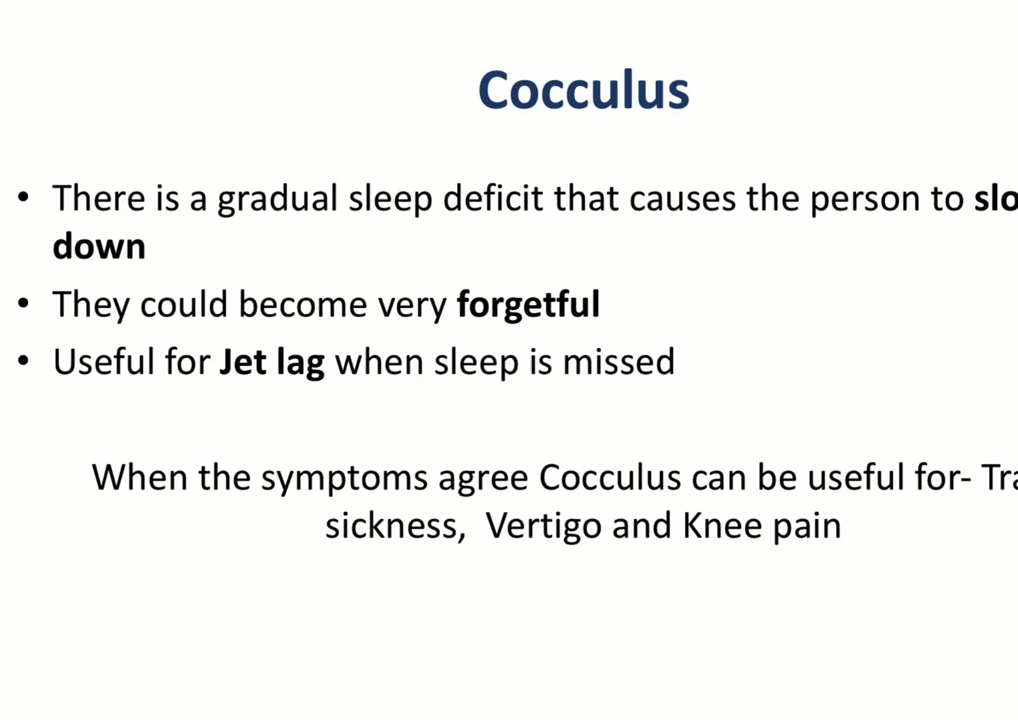 Cocculus
• There is a gradual sleep deficit that causes the person to slo
down
• They could become very forgetful
• Useful for Jet lag when sleep is missed
When the symptoms agree Cocculus can be useful for- Tra
sickness, Vertigo and Knee pain